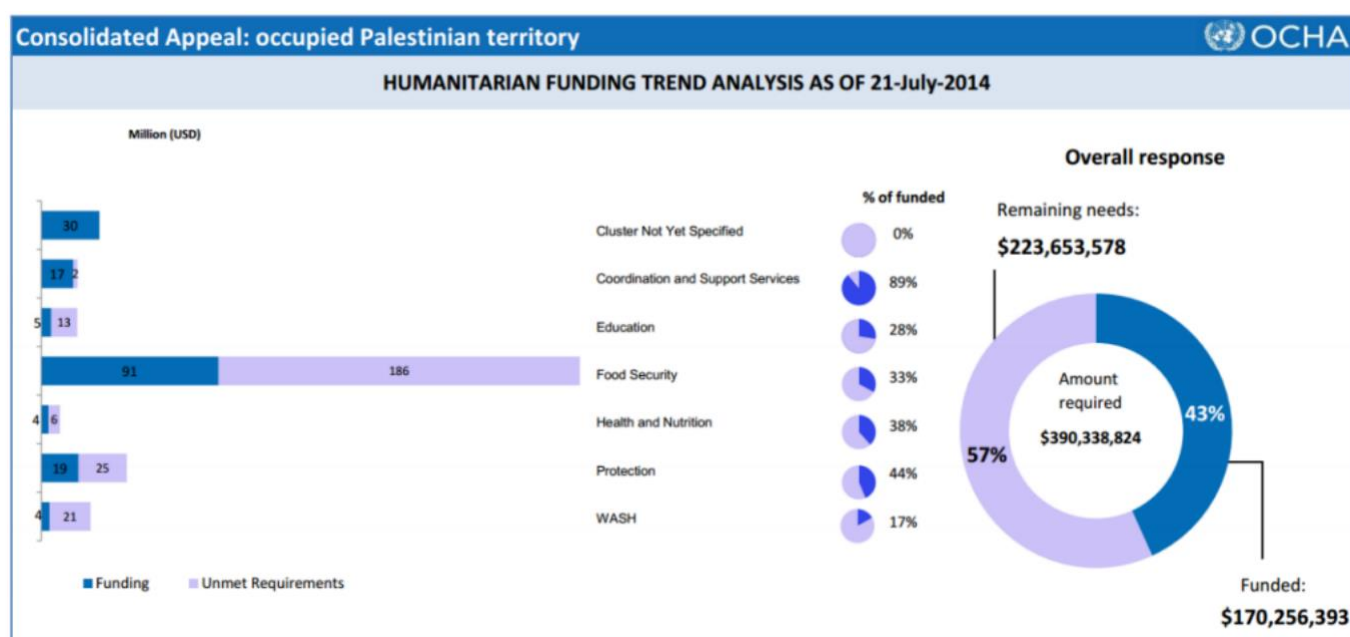 Consolidated Appeal: occupied Palestinian territory
OCHA
HUMANITARIAN FUNDING TREND ANALYSIS AS OF 21-July-2014
Million (USD)
Overall response
% of funded
Remaining needs:
$223,653,578
30
Cluster Not Yet Specified
0%
17 2
Coordination and Support Services
89%
5 13
Education
28%
91 186
Food Security
33%
4 6
Health and Nutrition
38%
19 25
Protection
44%
4 21
WASH
17%
Amount
required
$390,338,824
43%
57%
Funding
Unmet Requirements
Funded:
$170,256,393